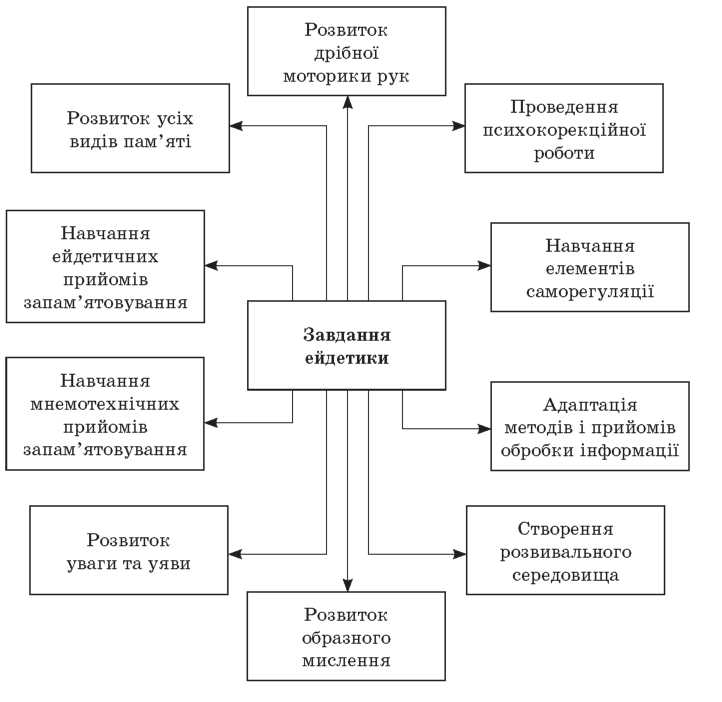 Розвиток
дрібної
моторики рук
Розвиток усіх
видів пам’яті
Проведення
психокорекційної
роботи
Навчання
ейдетичних
прийомів
запам’ятовування
Навчання
елементів
саморегуляції
Завдання
ейдетики
Навчання
мнемотехнічних
прийомів
запам’ятовування
Адаптація
методів і прийомів
обробки інформації
Розвиток
уваги та уяви
Створення
розвивального
середовища
Розвиток
образного
мислення